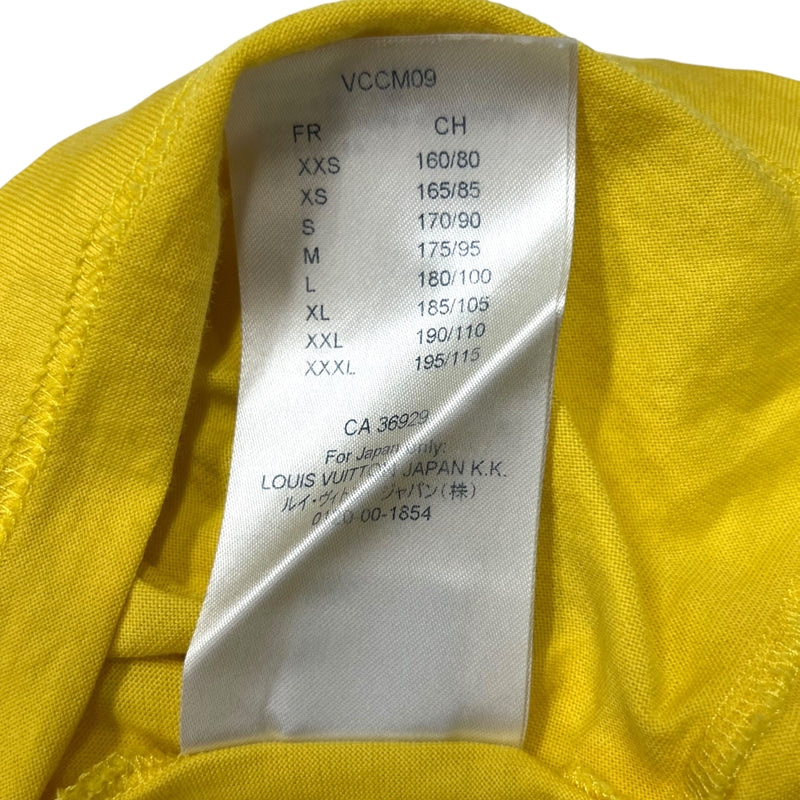 VCCM09
FR CH
XXS 160/80
XS 165/85
S 170/90
M 175/95
L 180/100
XL 185/105
XXL 190/110
XXXL 195/115
CA 36929
For Japan Only:
LOUIS VUITTON JAPAN K.K.
ルイ・ヴィトン ジャパン(株)
00-1854